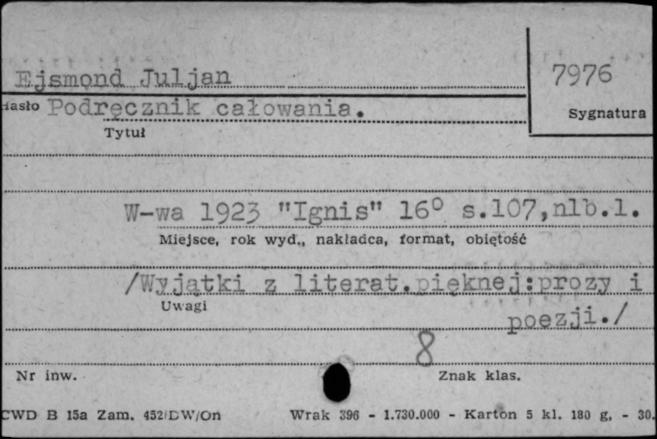 Ejsmond Juljan
7976
Hasło Podręcznik całowania.
Sygnatura
Tytuł
W-wa 1923 "Ignis" 16° s.107,nlb.1.
Miejsce, rok wyd., nakładca, format, objętość
/Wyjątki z literat.pięknej:prozy i
Uwagi
poezji./
8
Nr inw.
Znak klas.
CWD B 15a Zam. 452/DW/On Wrak 396 - 1.730.000 - Karton 5 kl. 180 g. - 30.